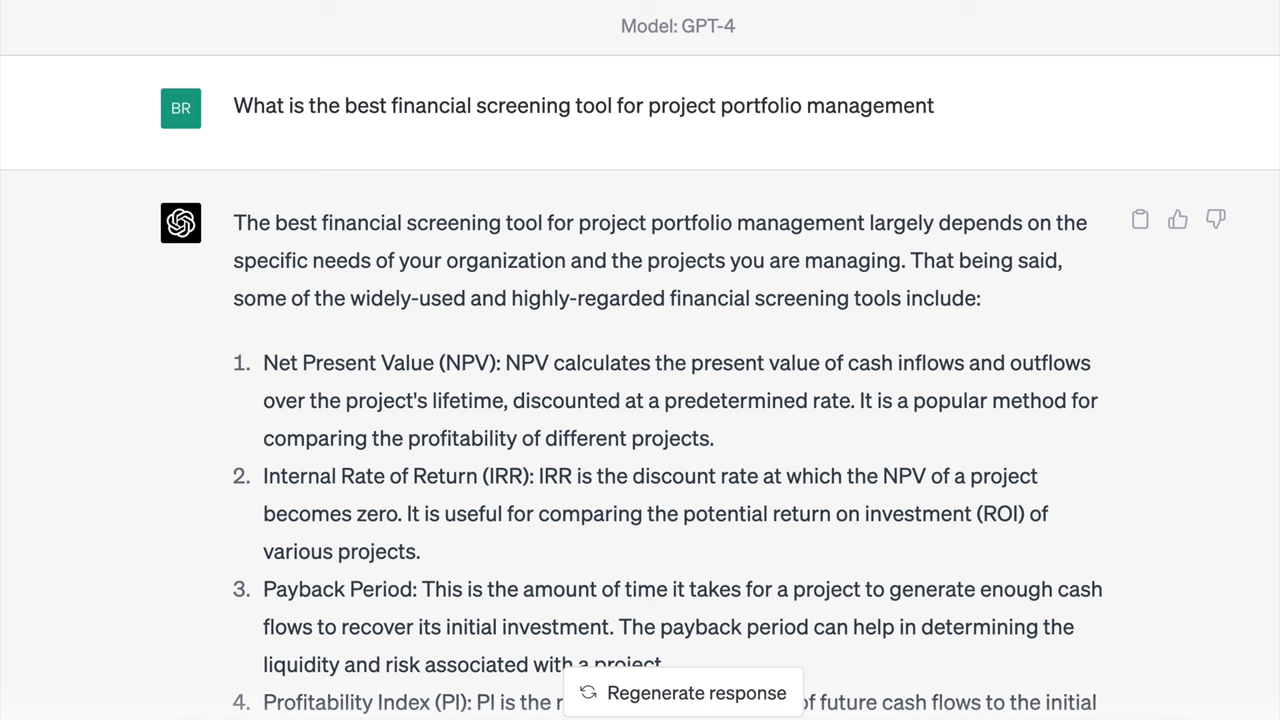 Model: GPT-4
BR
What is the best financial screening tool for project portfolio management
The best financial screening tool for project portfolio management largely depends on the
specific needs of your organization and the projects you are managing. That being said,
some of the widely-used and highly-regarded financial screening tools include:
1. Net Present Value (NPV): NPV calculates the present value of cash inflows and outflows
over the project's lifetime, discounted at a predetermined rate. It is a popular method for
comparing the profitability of different projects.
2. Internal Rate of Return (IRR): IRR is the discount rate at which the NPV of a project
becomes zero. It is useful for comparing the potential return on investment (ROI) of
various projects.
3. Payback Period: This is the amount of time it takes for a project to generate enough cash
flows to recover its initial investment. The payback period can help in determining the
liquidity and risk associated with a project.
4. Profitability Index (PI): PI is the of future cash flows to the initial
Regenerate response